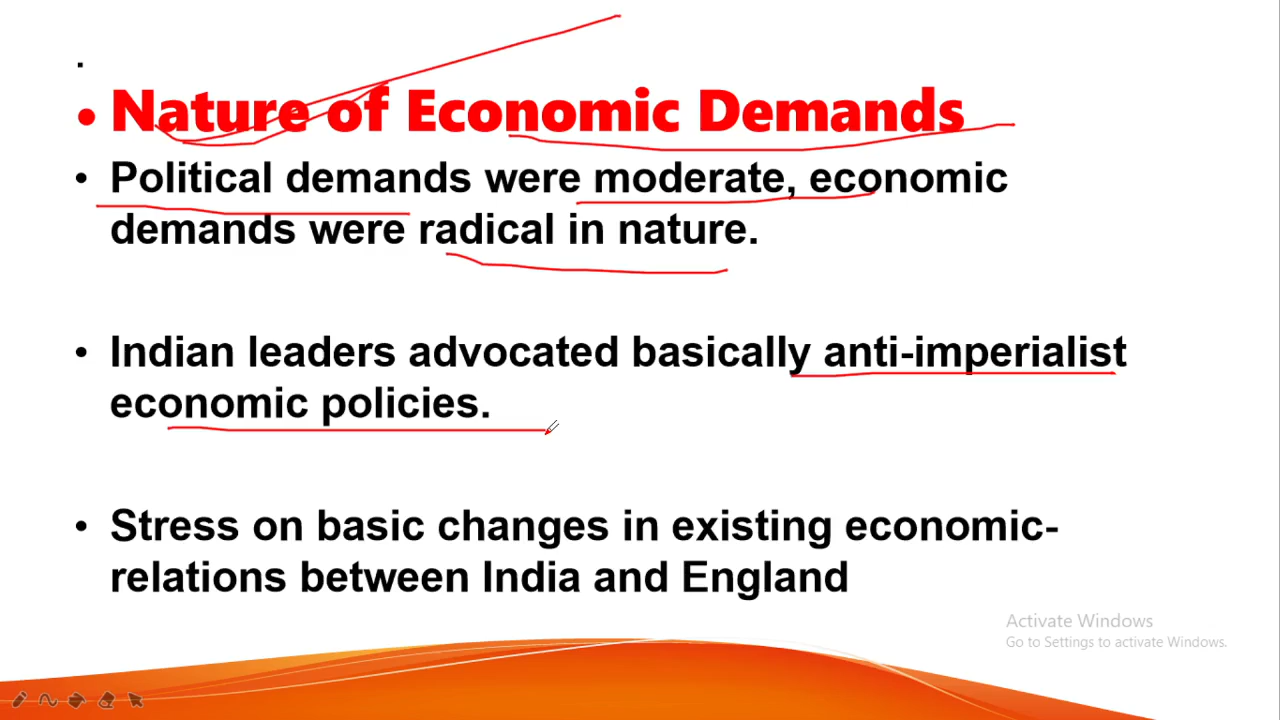 .
• Nature of Economic Demands
• Political demands were moderate, economic
demands were radical in nature.
• Indian leaders advocated basically anti-imperialist
economic policies.
• Stress on basic changes in existing economic-
relations between India and England
Activate Windows
Go to Settings to activate Windows.